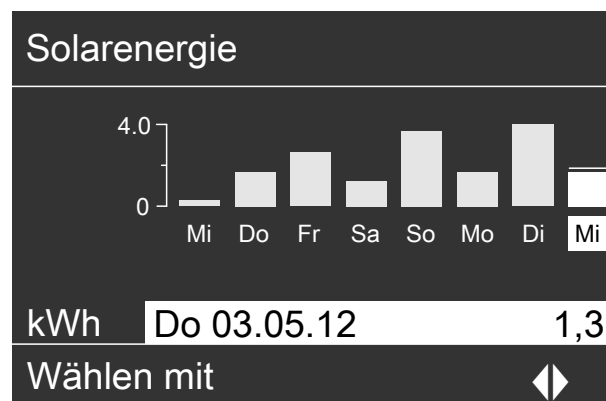 Solarenergie
4.0
0
Mi Do Fr Sa So Mo Di Mi
kWh Do 03.05.12 1,3
Wählen mit